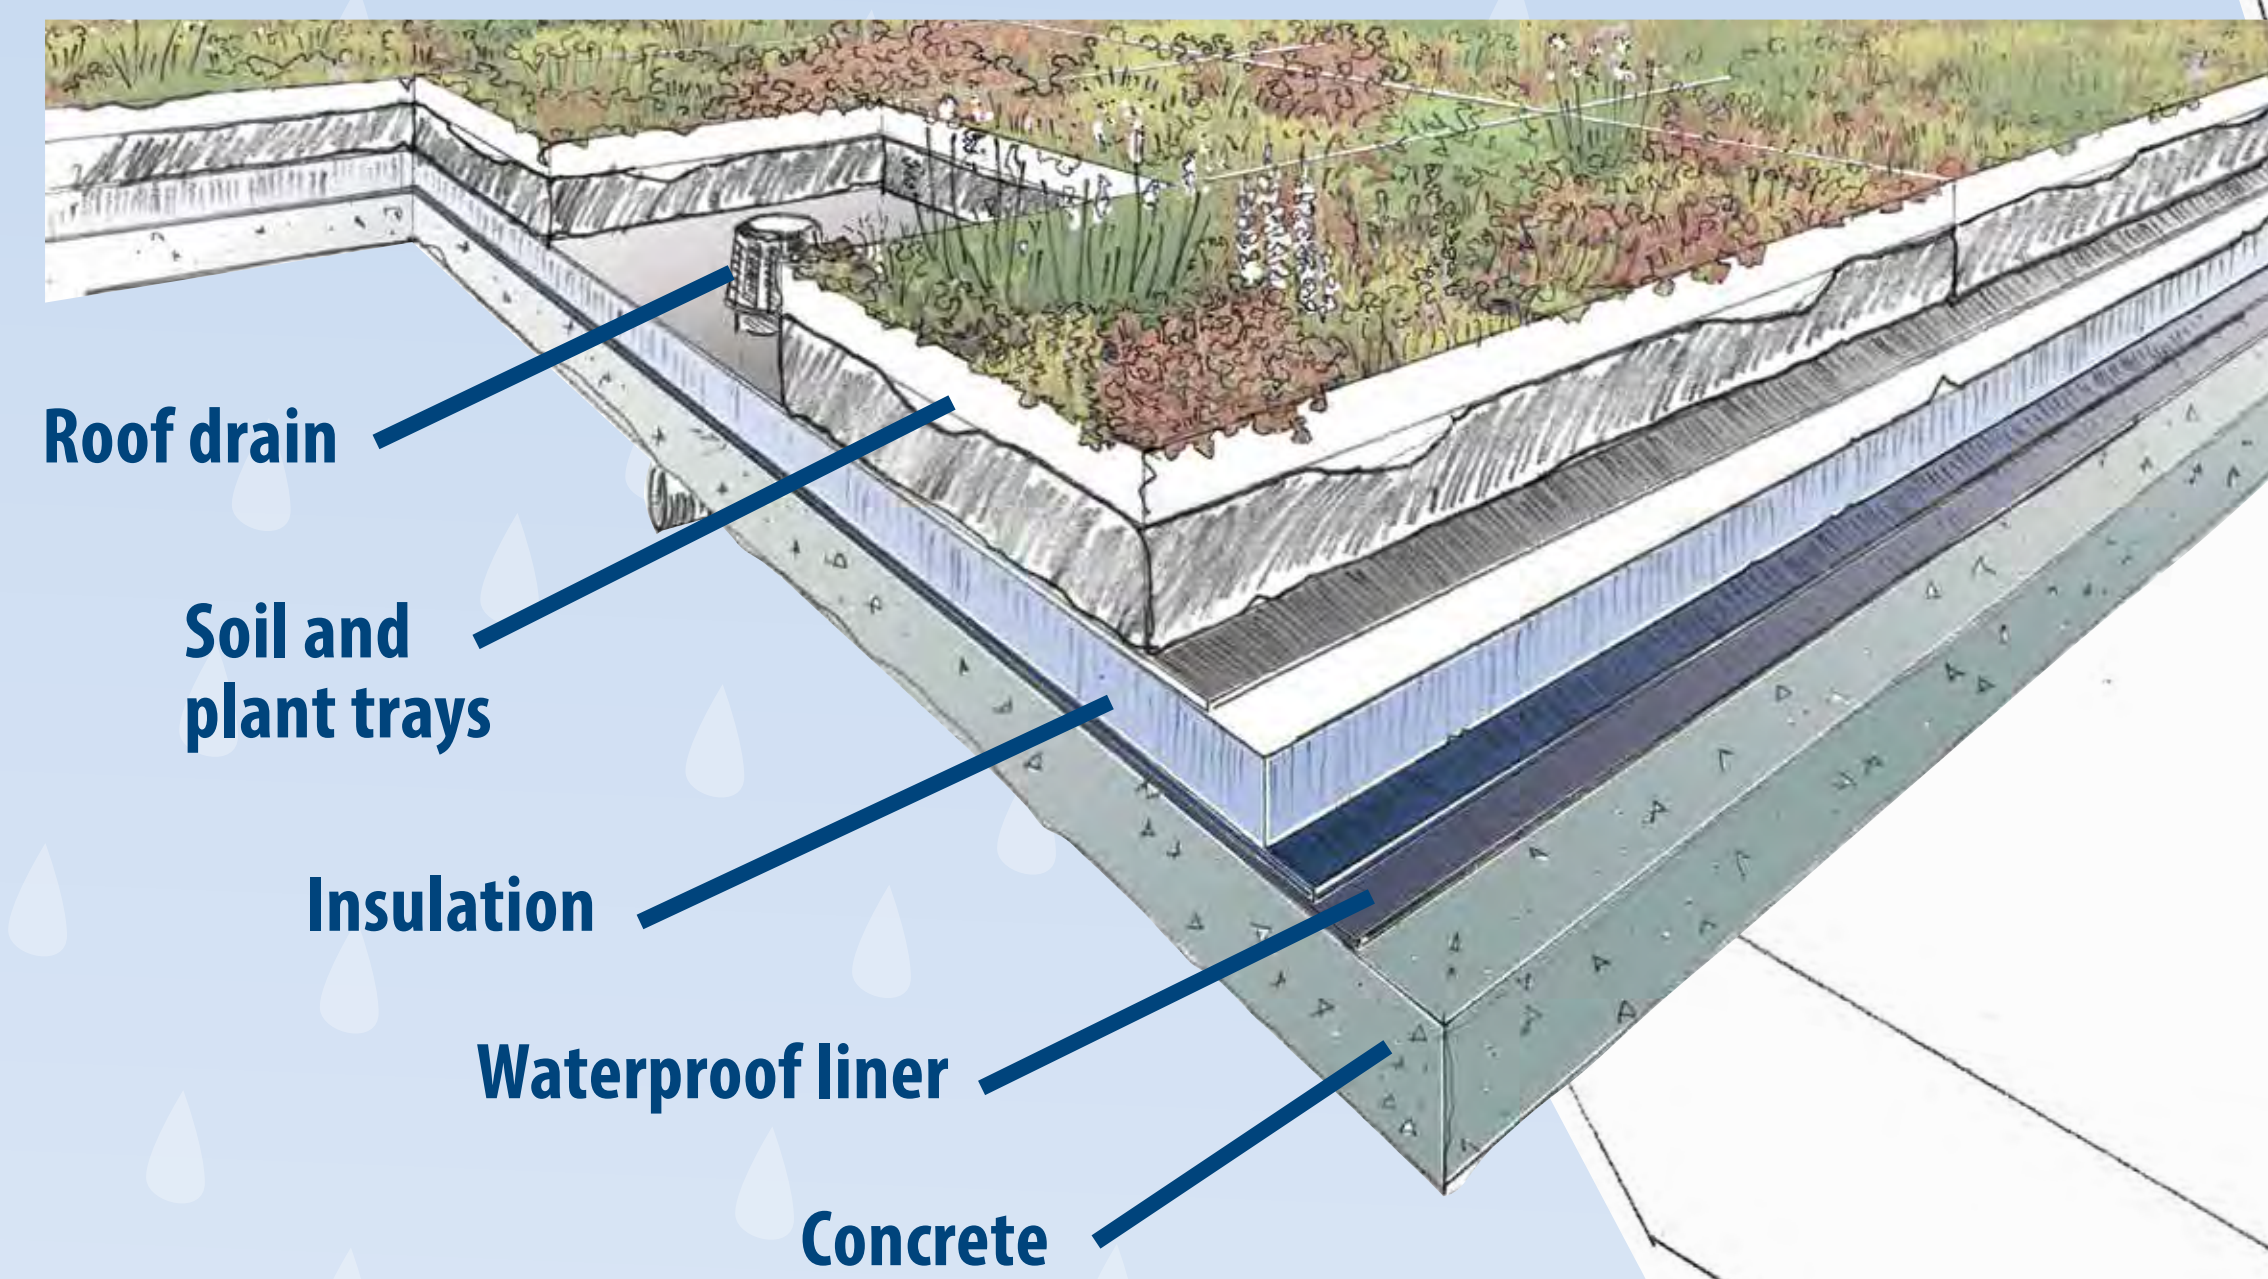 Roof drain
Soil and
plant trays
Insulation
Waterproof liner
Concrete